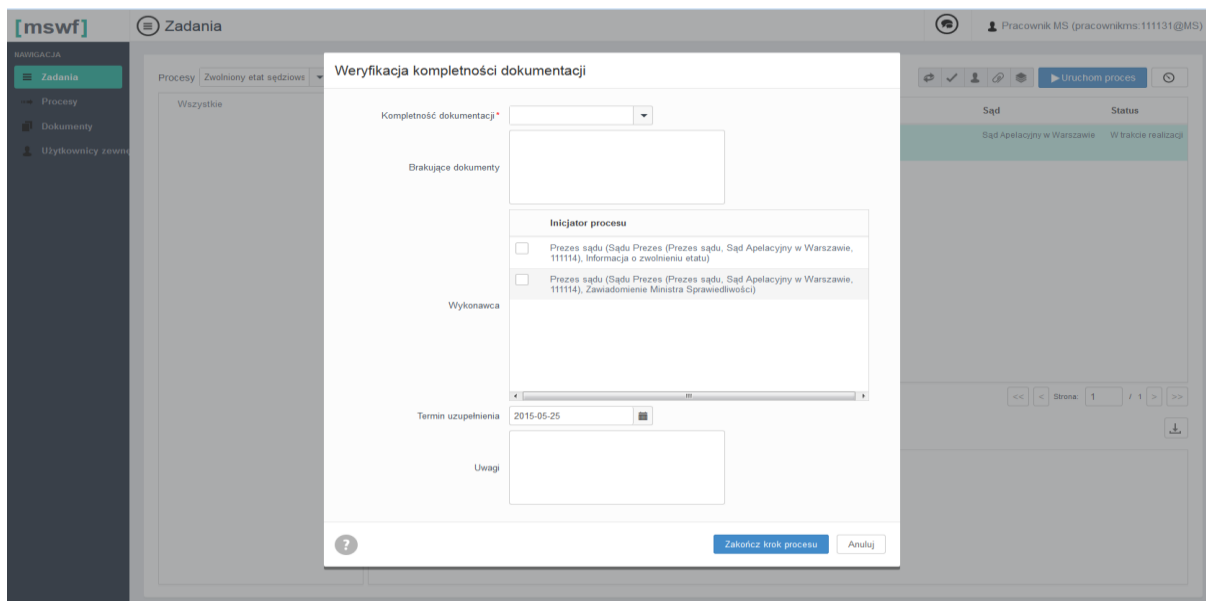 [mswf]
Zadania
Pracownik MS (pracownikms:111131@MS)
NAWIGACJA
Zadania
Procesy
Dokumenty
Użytkownicy zewnę
Procesy
Zwolniony etat sędziows
Wszystkie
Uruchom proces
Sąd
Status
Sąd Apelacyjny w Warszawie
W trakcie realizacji
Weryfikacja kompletności dokumentacji
Kompletność dokumentacji*
Brakujące dokumenty
Inicjator procesu
Prezes sądu (Sądu Prezes (Prezes sądu, Sąd Apelacyjny w Warszawie,
111114), Informacja o zwolnieniu etatu)
Prezes sądu (Sądu Prezes (Prezes sądu, Sąd Apelacyjny w Warszawie,
111114), Zawiadomienie Ministra Sprawiedliwości)
Wykonawca
Termin uzupełnienia
2015-05-25
Uwagi
<< < Strona: 1 / 1 > >>
?
Zakończ krok procesu
Anuluj